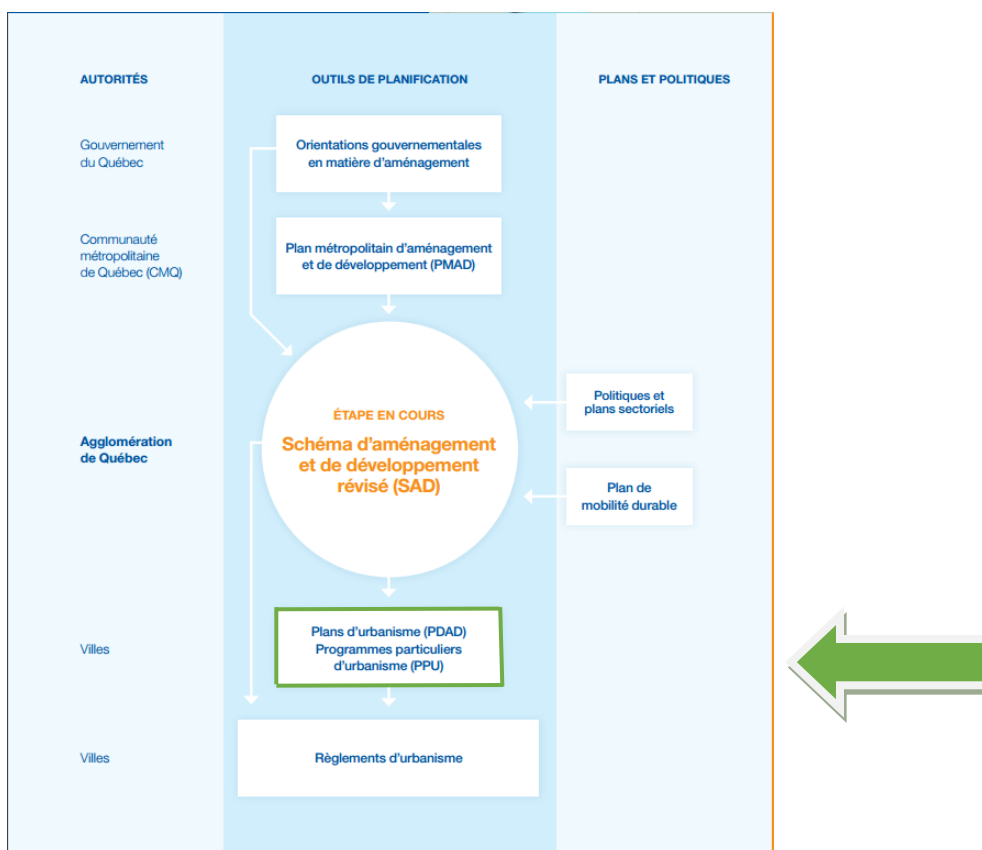 AUTORITÉS
OUTILS DE PLANIFICATION
PLANS ET POLITIQUES
Gouvernement
du Québec
Orientations gouvernementales
en matière d'aménagement
Communauté
métropolitaine
de Québec (CMQ)
Plan métropolitain d'aménagement
et de développement (PMAD)
Agglomération
de Québec
ÉTAPE EN COURS
Schéma d'aménagement
et de développement
révisé (SAD)
Politiques et
plans sectoriels
Plan de
mobilité durable
Villes
Plans d'urbanisme (PDAD)
Programmes particuliers
d'urbanisme (PPU)
Villes
Règlements d'urbanisme